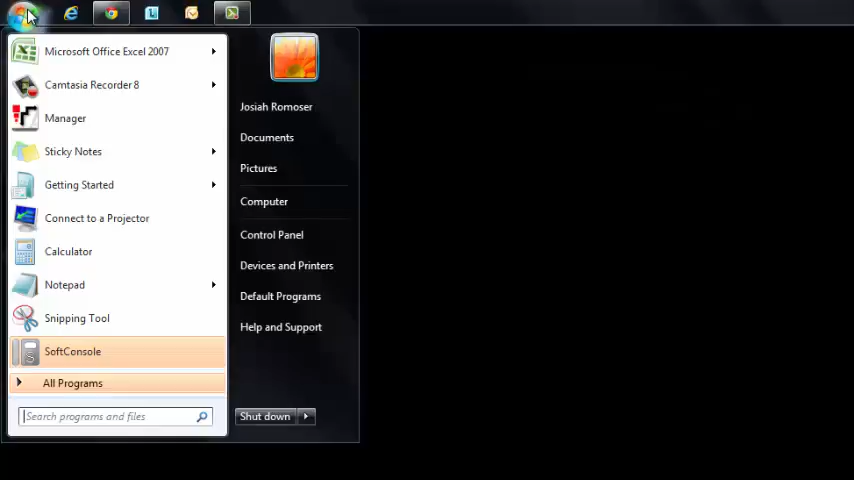 Microsoft Office Excel 2007
Camtasia Recorder 8
Manager
Sticky Notes
Getting Started
Connect to a Projector
Calculator
Notepad
Snipping Tool
SoftConsole
All Programs
Search programs and files
Josiah Romoser
Documents
Pictures
Computer
Control Panel
Devices and Printers
Default Programs
Help and Support
Shut down